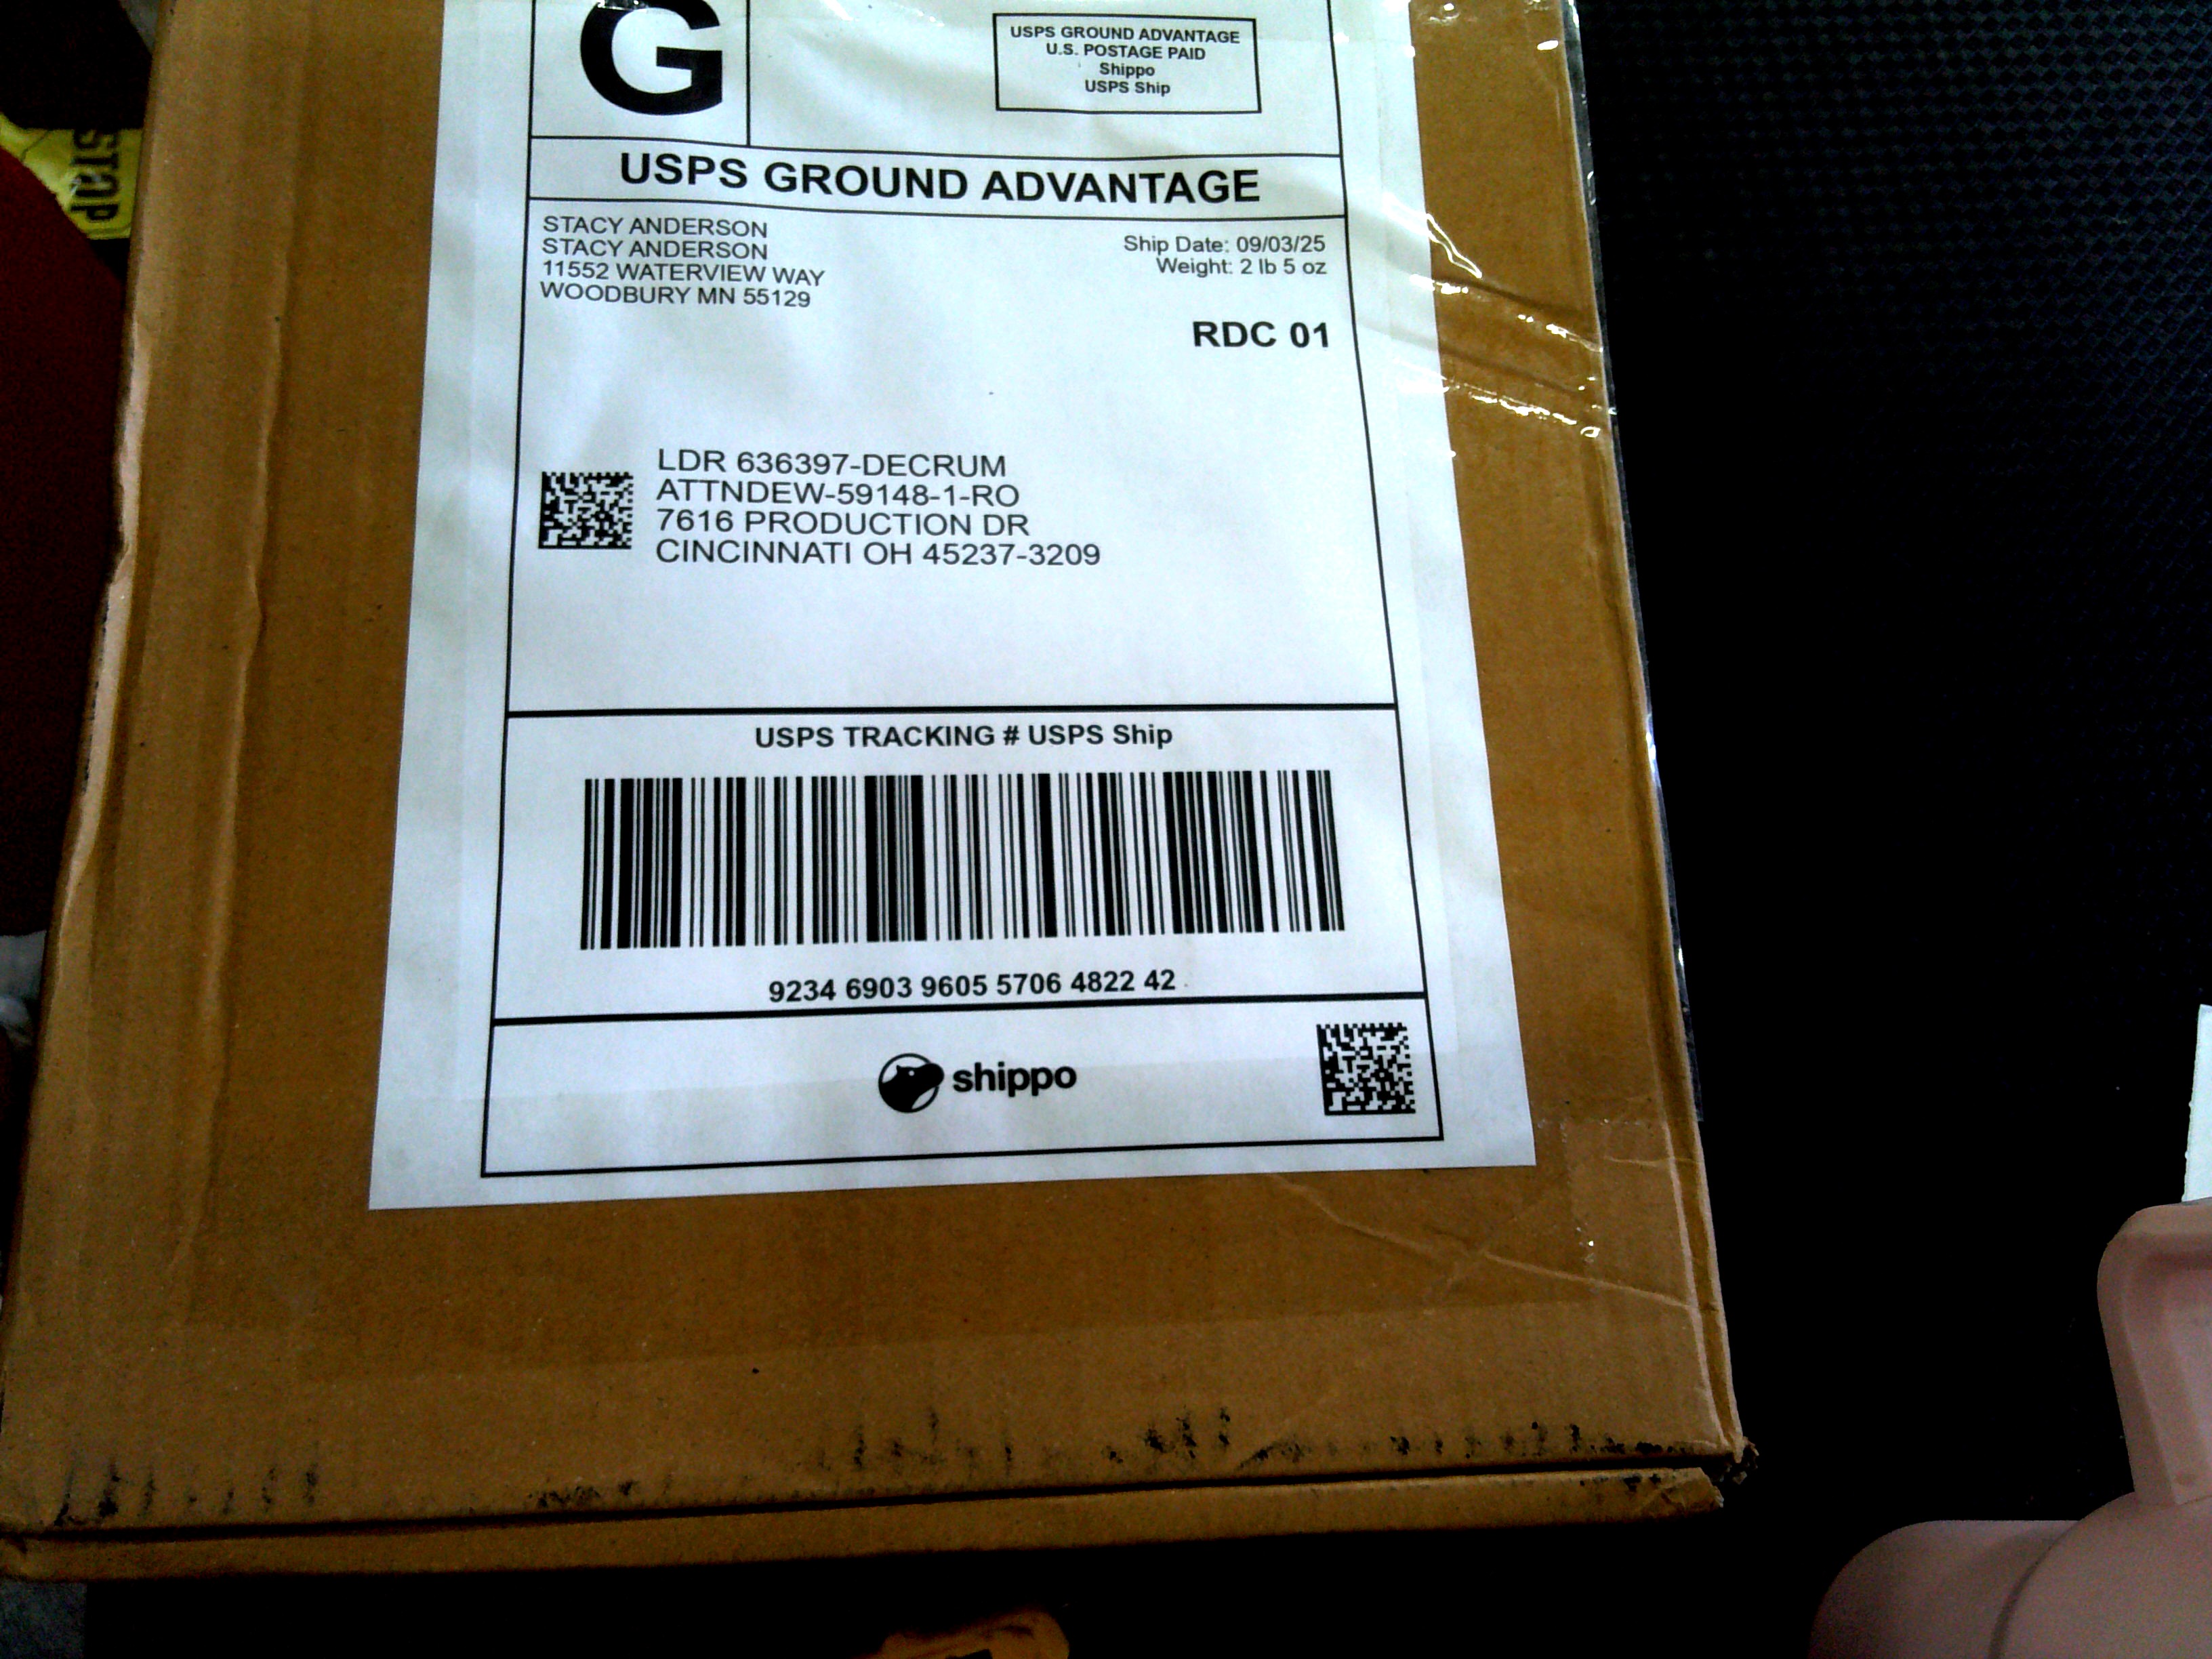 G
USPS GROUND ADVANTAGE
U.S. POSTAGE PAID
Shippo
USPS Ship
USPS GROUND ADVANTAGE
STACY ANDERSON
STACY ANDERSON
11552 WATERVIEW WAY
WOODBURY MN 55129
Ship Date: 09/03/25
Weight: 2 lb 5 oz
RDC 01
LDR 636397-DECRUM
ATTNDEW-59148-1-RO
7616 PRODUCTION DR
CINCINNATI OH 45237-3209
USPS TRACKING # USPS Ship
9234 6903 9605 5706 4822 42
shippo